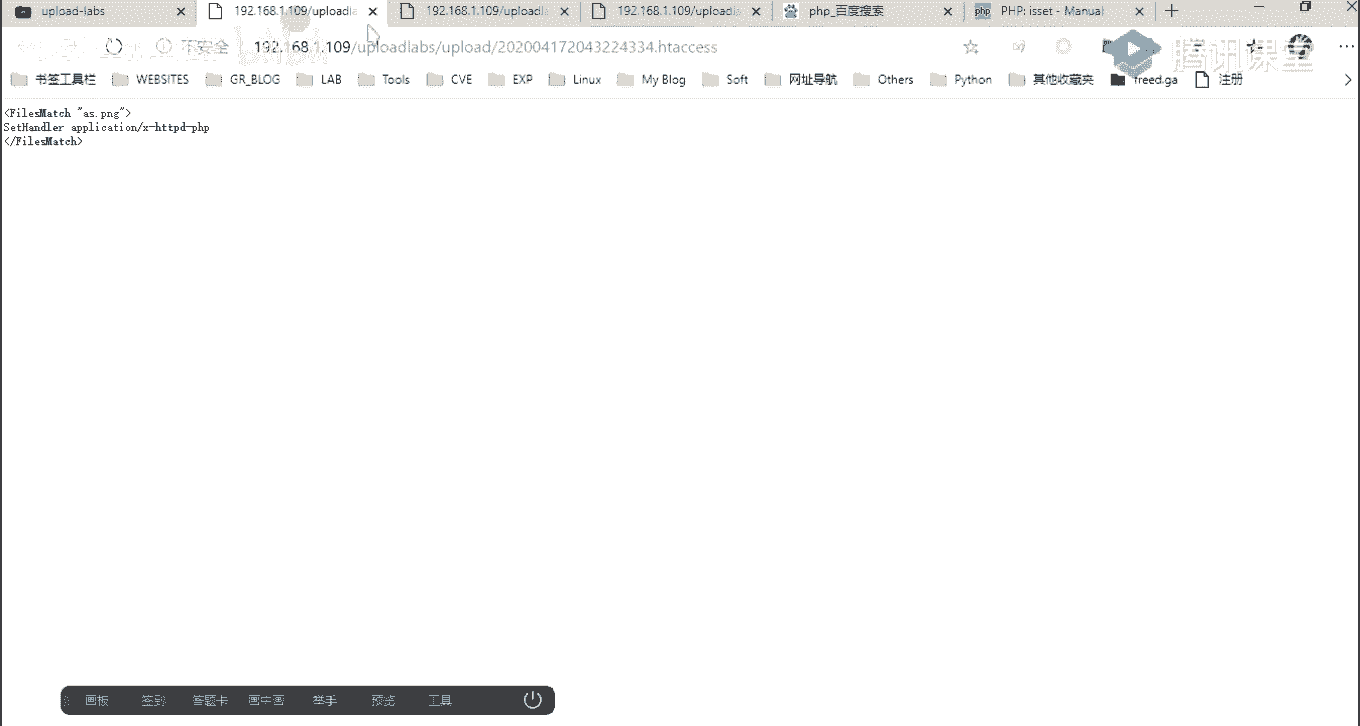 upload-labs
192.168.1.109/uploadla
192.168.1.109/uploadla
192.168.1.109/uploadla
php_百度搜索
php PHP: isset - Manual
不安全 192.168.1.109/uploadlabs/upload/202004172043224334.htaccess
腾讯课堂
书签工具栏 WEBSITES GR_BLOG LAB Tools CVE EXP Linux My Blog Soft 网址导航 Others Python 其他收藏夹 freed.ga 注册
<FilesMatch "as.png">
SetHandler application/x-httpd-php
</FilesMatch>
画板 签到 答题卡 画中画 举手 预览 工具